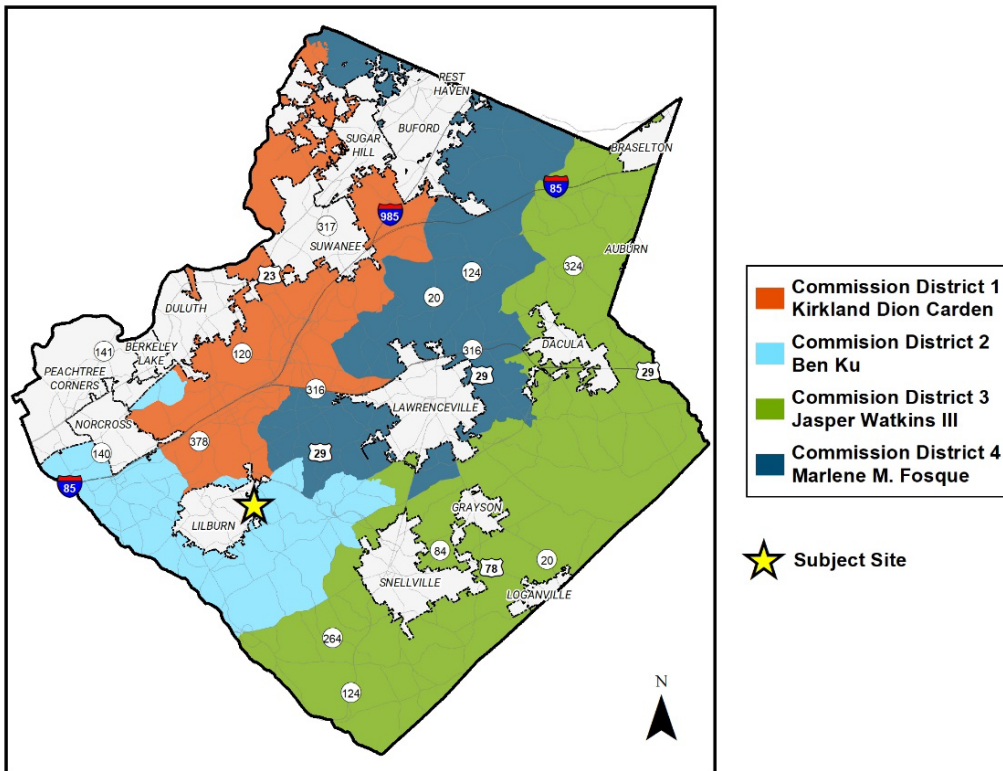 REST
HAVEN
BUFORD
SUGAR
HILL
BRASELTON
85
985
317
SUWANEE
AUBURN
23
124
324
20
DULUTH
141
BERKELEY
LAKE
120
316
DACULA
PEACHTREE
CORNERS
29
29
316
LAWRENCEVILLE
NORCROSS
378
140
29
85
LILBURN
GRAYSON
84
78
20
SNELLVILLE
LOGANVILLE
264
124
N
Commission District 1
Kirkland Dion Carden
Commision District 2
Ben Ku
Commission District 3
Jasper Watkins III
Commission District 4
Marlene M. Fosque
Subject Site